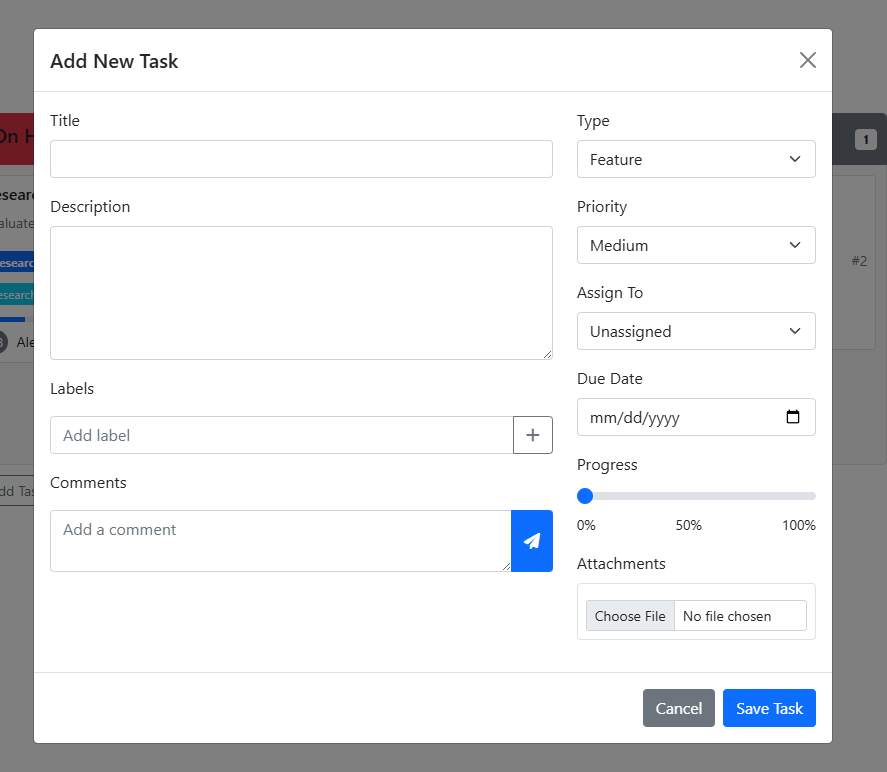 Add New Task
Title
Type
Feature
Description
Priority
Medium
Assign To
Unassigned
Labels
Add label
Due Date
mm/dd/yyyy
Comments
Add a comment
Progress
0% 50% 100%
Attachments
Choose File No file chosen
Cancel Save Task
On H
1
esear
aluate
esearc
#2
esearch
Ale
dd Tas